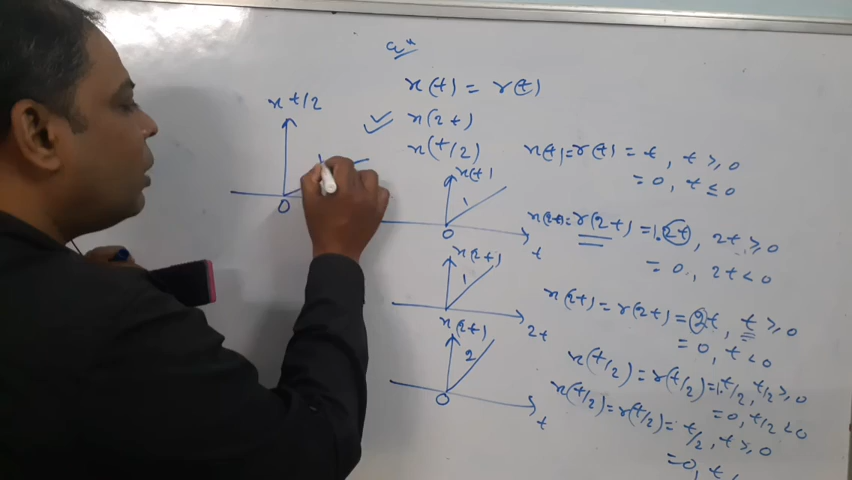 x(t) = r(t)
x(2t)
x(t/2)
x t/2
0
x(t)
1
0
t
x(2t)
1
2t
x(2t)
2
0
t
x(t) = r(t) = t, t ≥ 0
= 0, t ≤ 0
x(2t) = r(2t) = 1.2t, 2t ≥ 0
= 0, 2t < 0
x(2t) = r(2t) = 2t, t ≥ 0
= 0, t < 0
x(t/2) = r(t/2) = 1.t/2, t/2 ≥ 0
= 0, t/2 < 0
x(t/2) = r(t/2) = t/2, t ≥ 0
= 0, t <